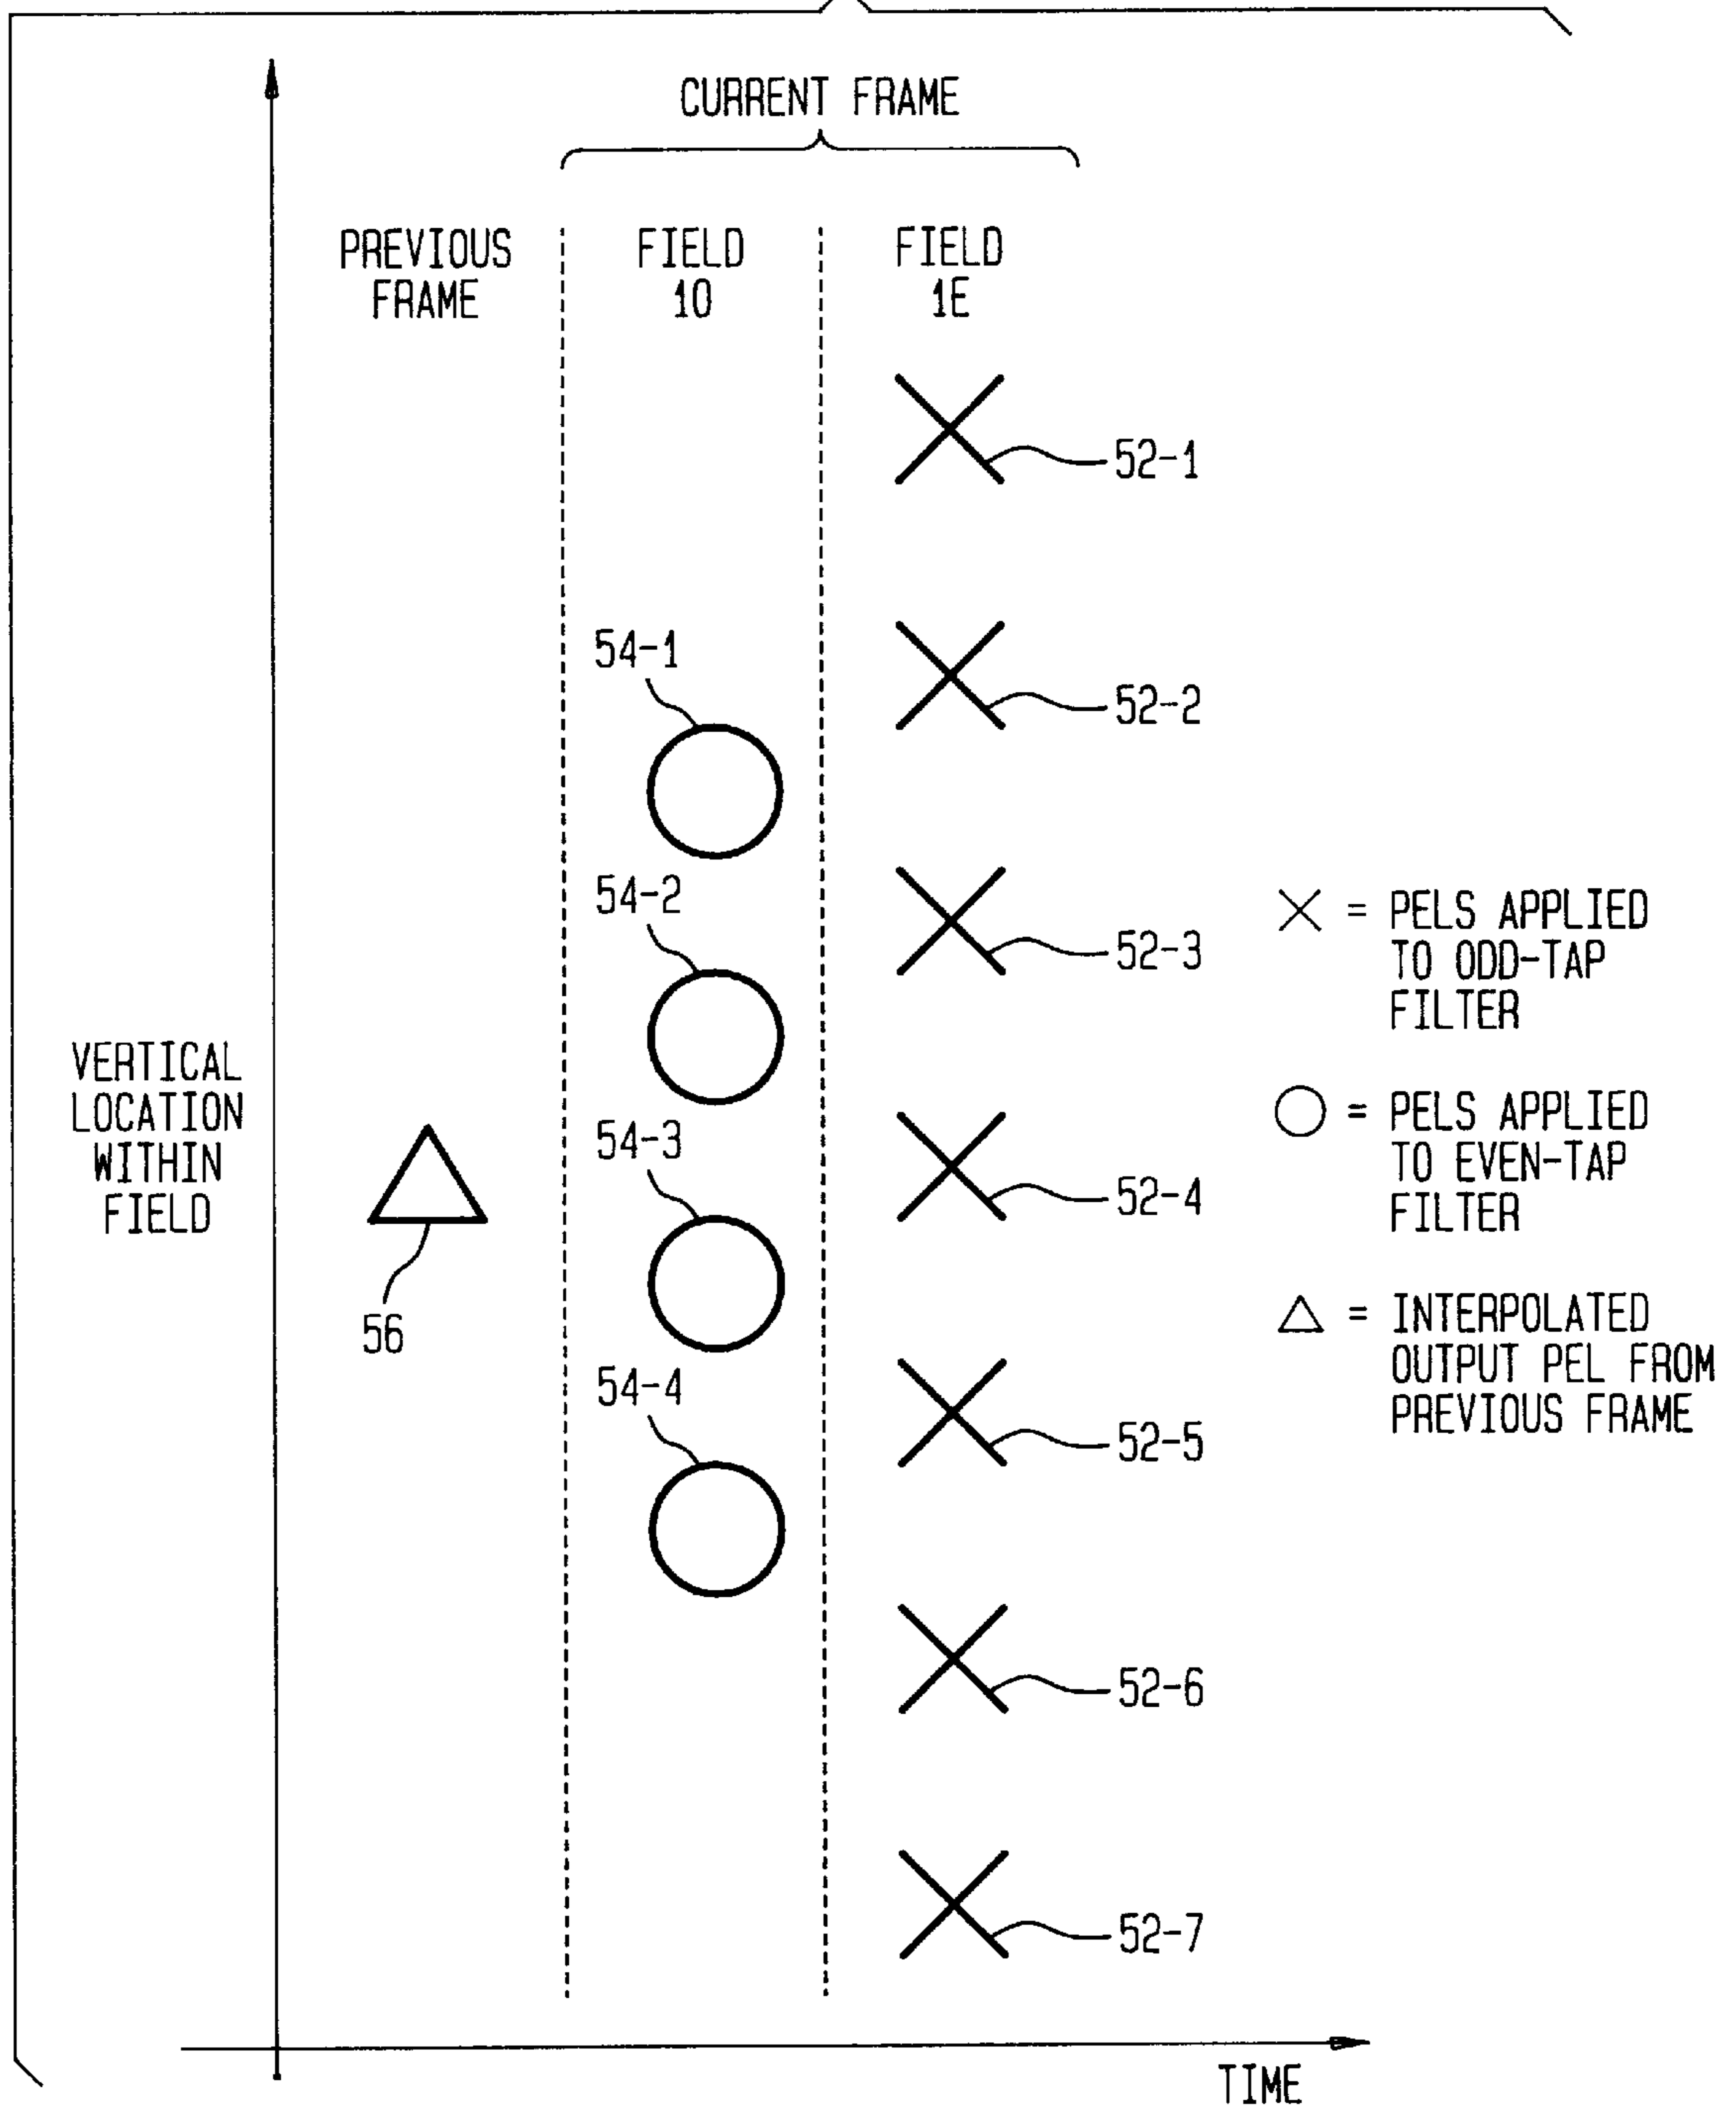 CURRENT FRAME
PREVIOUS
FRAME
FIELD
10
FIELD
1E
52-1
54-1
52-2
54-2
52-3
54-3
52-4
54-4
52-5
52-6
52-7
56
VERTICAL
LOCATION
WITHIN
FIELD
= PELS APPLIED
TO ODD-TAP
FILTER
= PELS APPLIED
TO EVEN-TAP
FILTER
= INTERPOLATED
OUTPUT PEL FROM
PREVIOUS FRAME
TIME